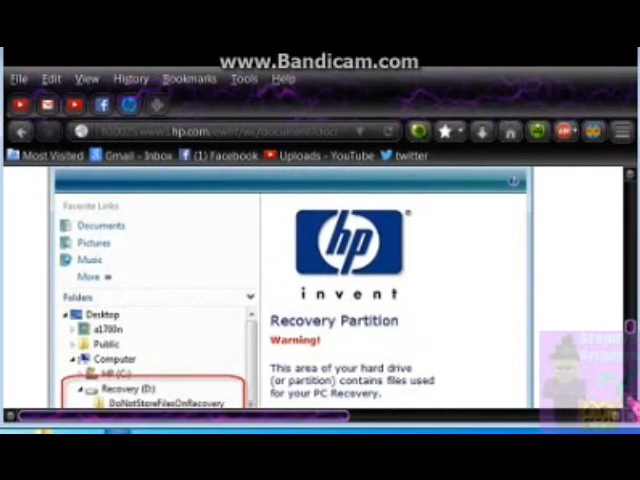 www.Bandicam.com
File Edit View History Bookmarks Tools Help
hp.com
Most Visited Gmail - Inbox (1) Facebook Uploads - YouTube twitter
Favorite Links
Documents
Pictures
Music
More »
Folders
Desktop
a1700n
Public
Computer
HP (C:)
Recovery (D:)
DoNotStoreFilesOnRecovery
hp
®
invent
Recovery Partition
Warning!
This area of your hard drive
(or partition) contains files used
for your PC Recovery.